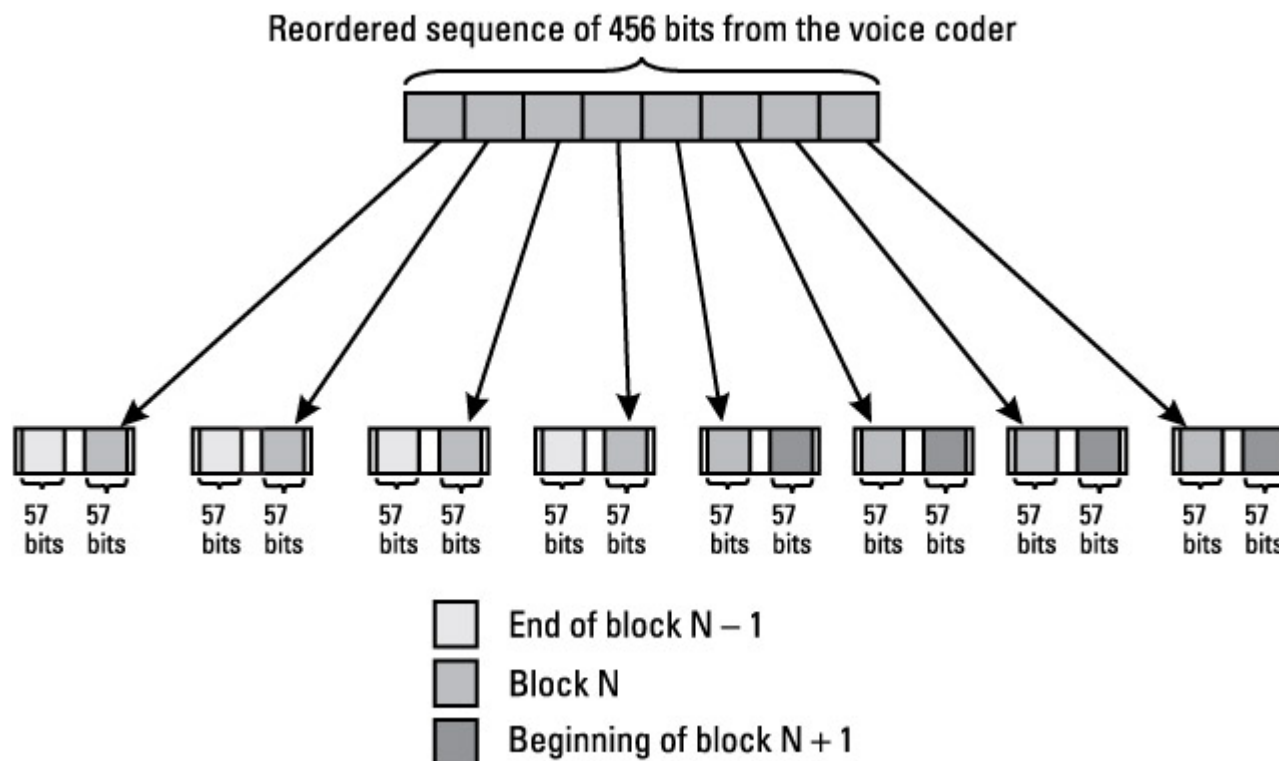 Reordered sequence of 456 bits from the voice coder
57 57 57 57 57 57 57 57 57 57 57 57 57 57 57 57
bits bits bits bits bits bits bits bits bits bits bits bits bits bits bits bits
End of block N – 1
Block N
Beginning of block N + 1